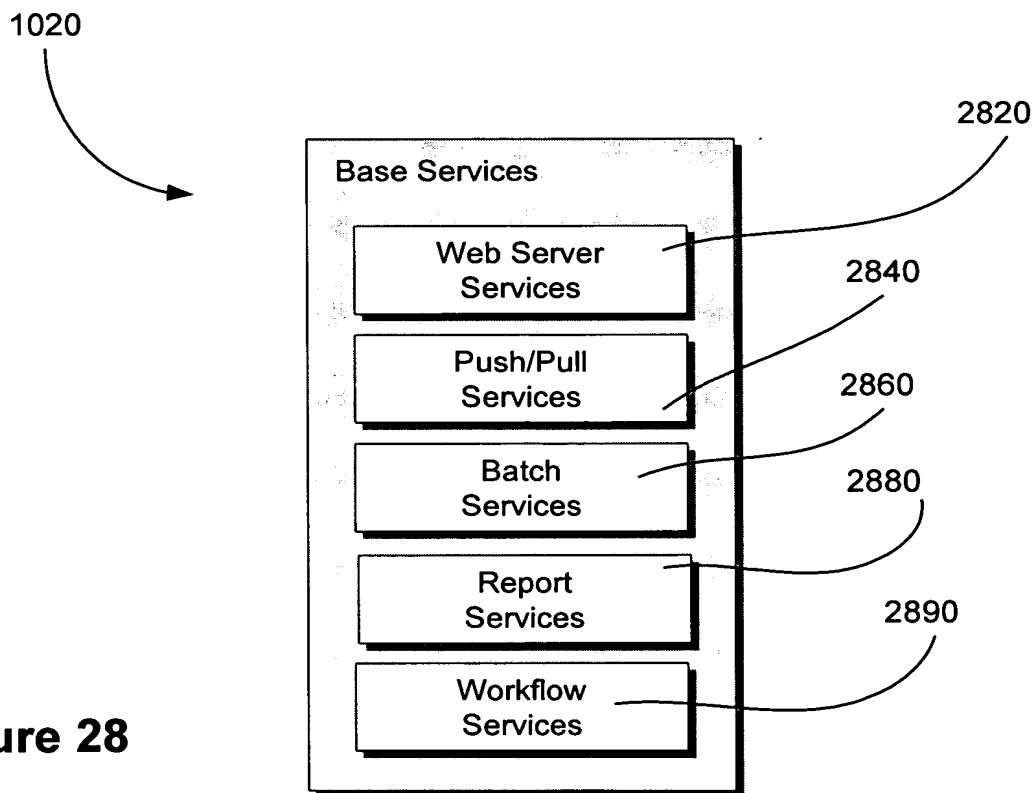 1020
2820
Base Services
Web Server
Services
2840
Push/Pull
Services
2860
Batch
Services
2880
Report
Services
2890
Workflow
Services
ure 28